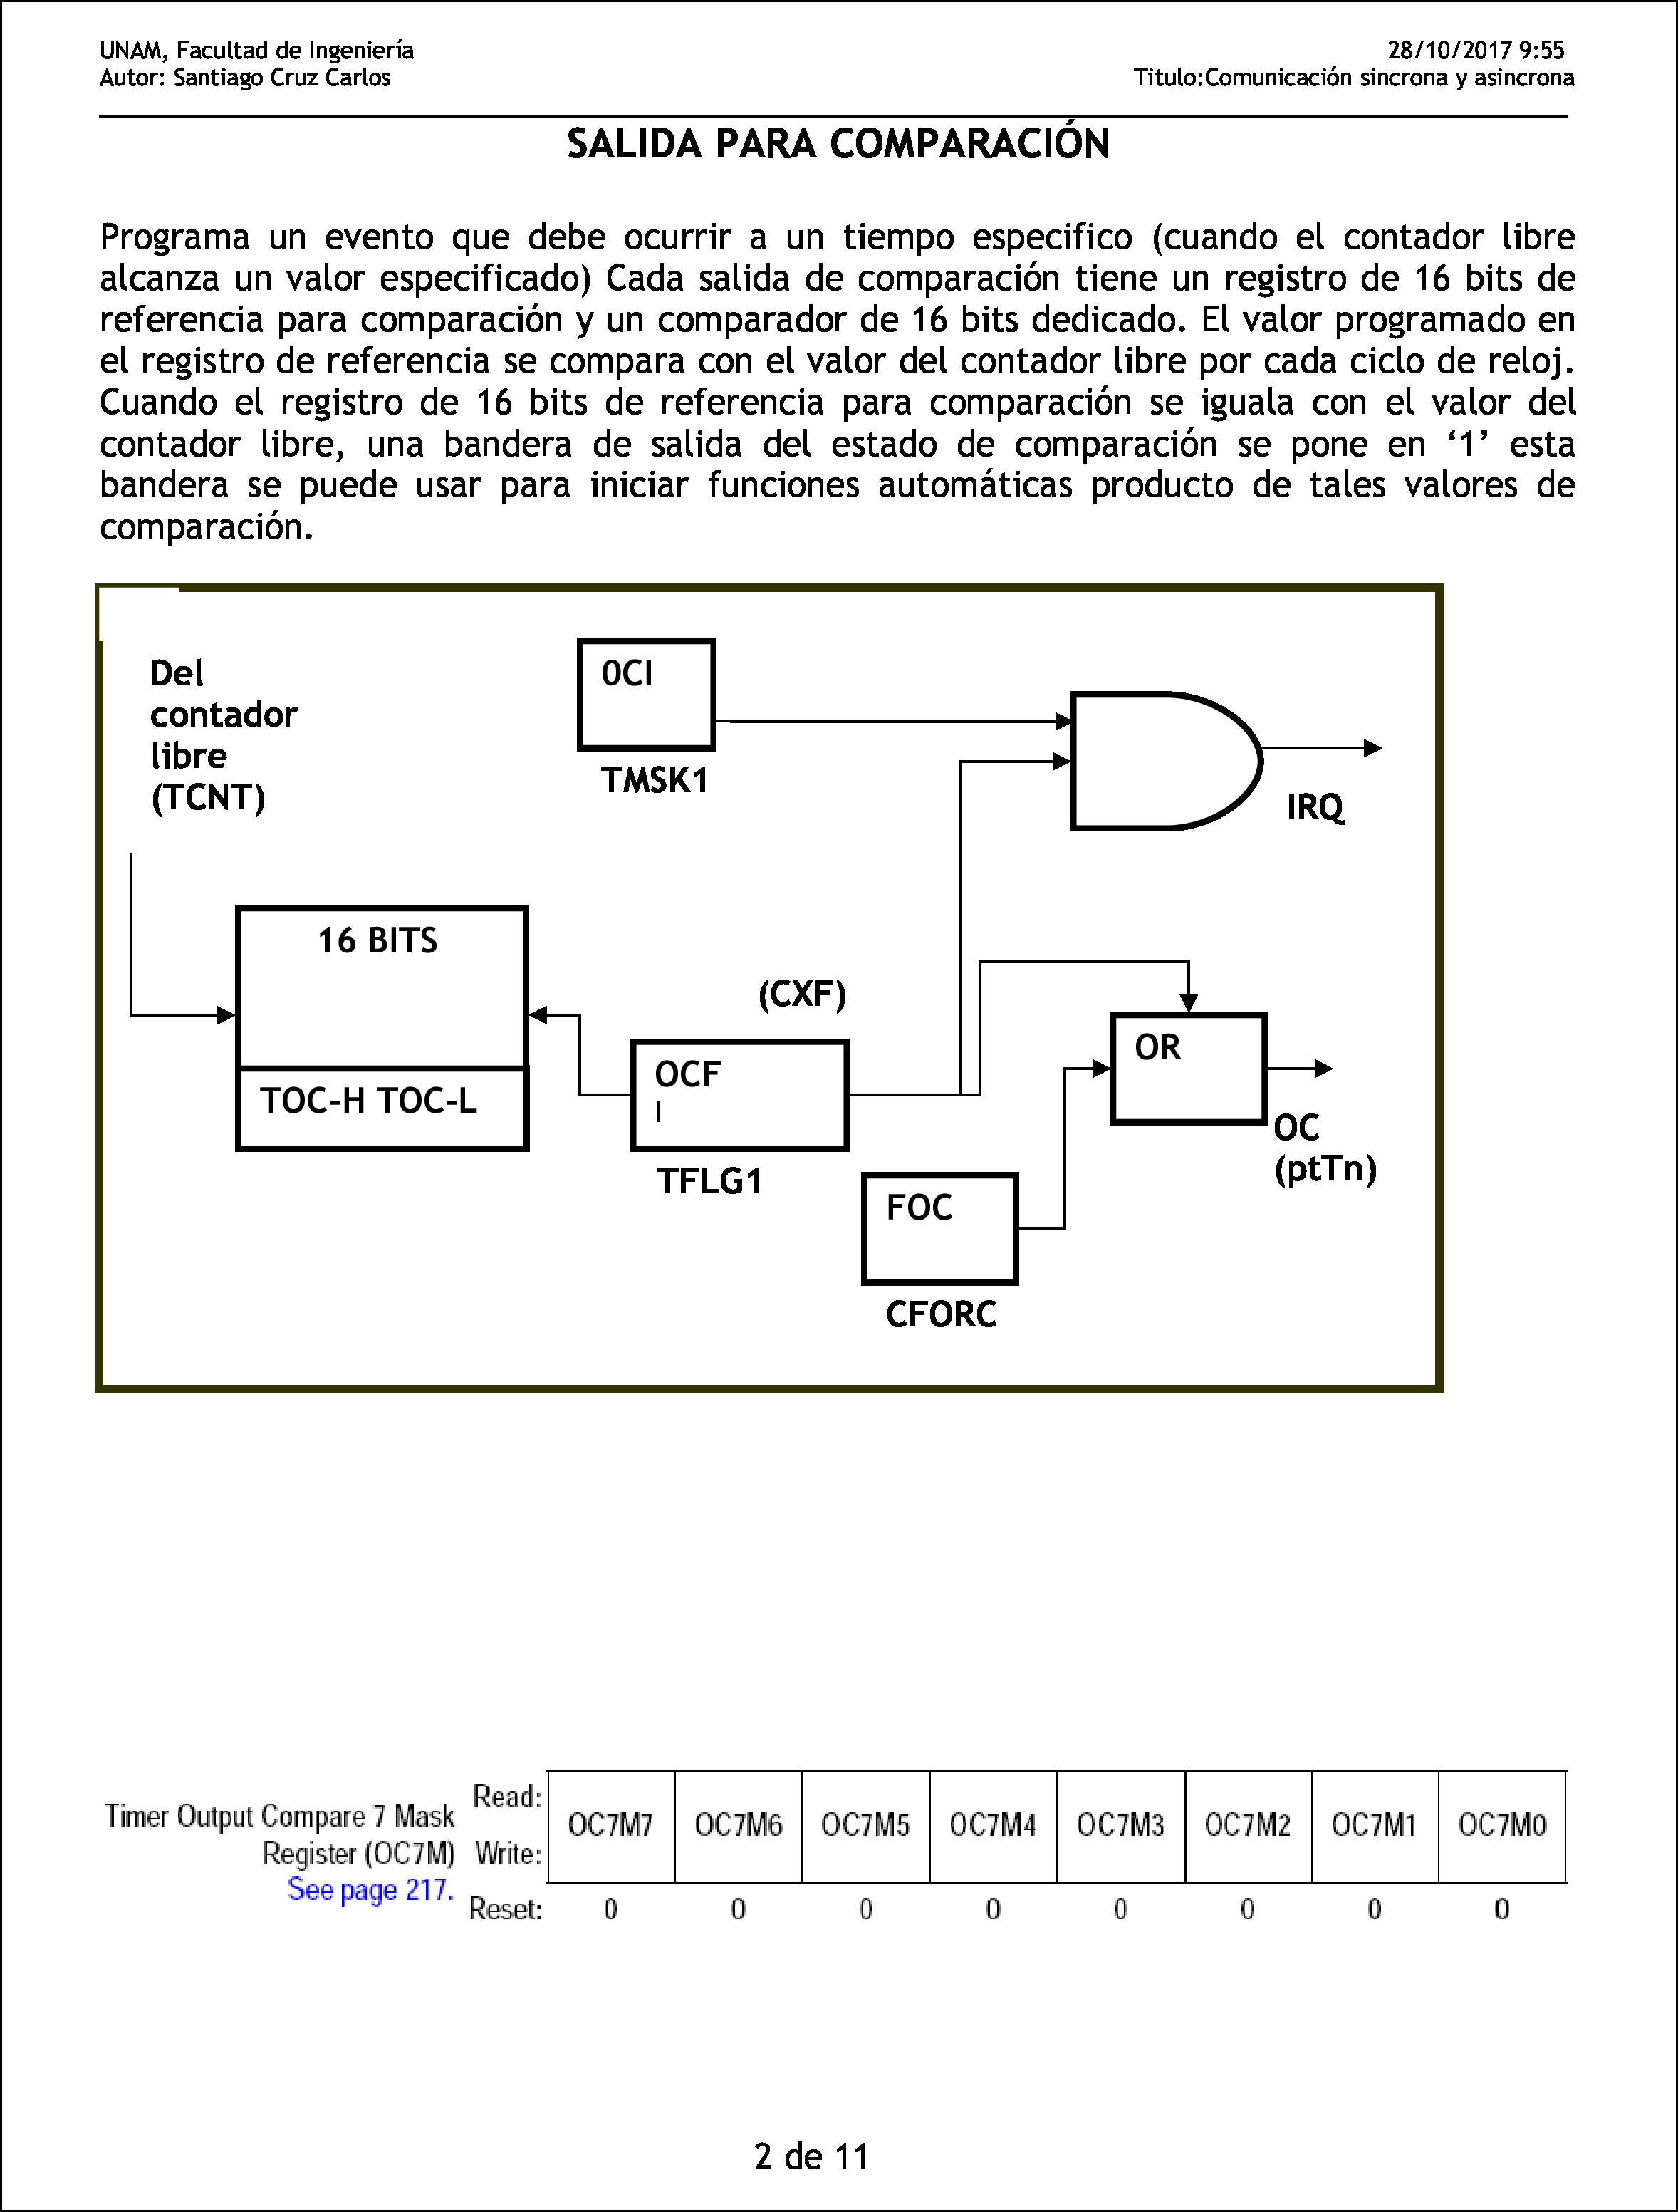 UNAM, Facultad de Ingeniería
28/10/2017 9:55
Autor: Santiago Cruz Carlos
Titulo:Comunicación sincrona y asincrona
SALIDA PARA COMPARACIÓN
Programa un evento que debe ocurrir a un tiempo especifico (cuando el contador libre
alcanza un valor especificado) Cada salida de comparación tiene un registro de 16 bits de
referencia para comparación y un comparador de 16 bits dedicado. El valor programado en
el registro de referencia se compara con el valor del contador libre por cada ciclo de reloj.
Cuando el registro de 16 bits de referencia para comparación se iguala con el valor del
contador libre, una bandera de salida del estado de comparación se pone en ‘1’ esta
bandera se puede usar para iniciar funciones automáticas producto de tales valores de
comparación.
Del
contador
libre
(TCNT)
0CI
TMSK1
IRQ
16 BITS
TOC-H TOC-L
(CXF)
OCF
I
TFLG1
OR
OC
(ptTn)
FOC
CFORC
Timer Output Compare 7 Mask
Register (OC7M)
See page 217.
Read:
Write:
OC7M7 OC7M6 OC7M5 OC7M4 OC7M3 OC7M2 OC7M1 OC7M0
Reset: 0 0 0 0 0 0 0 0
2 de 11